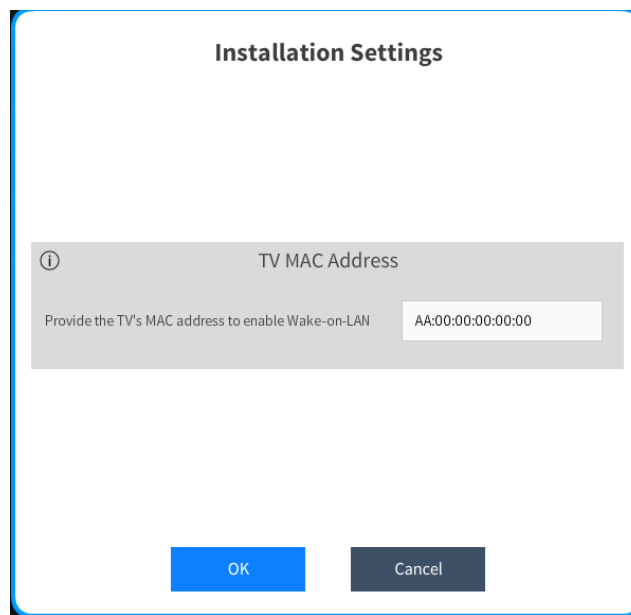 Installation Settings
TV MAC Address
Provide the TV's MAC address to enable Wake-on-LAN
AA:00:00:00:00:00
OK
Cancel